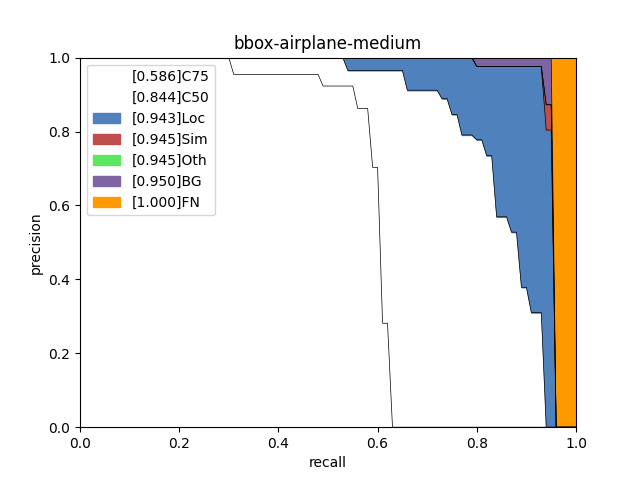 bbox-airplane-medium
1.0
0.8
0.6
0.4
0.2
0.0
precision
[0.586]C75
[0.844]C50
[0.943]Loc
[0.945]Sim
[0.945]Oth
[0.950]BG
[1.000]FN
0.0 0.2 0.4 0.6 0.8 1.0
recall